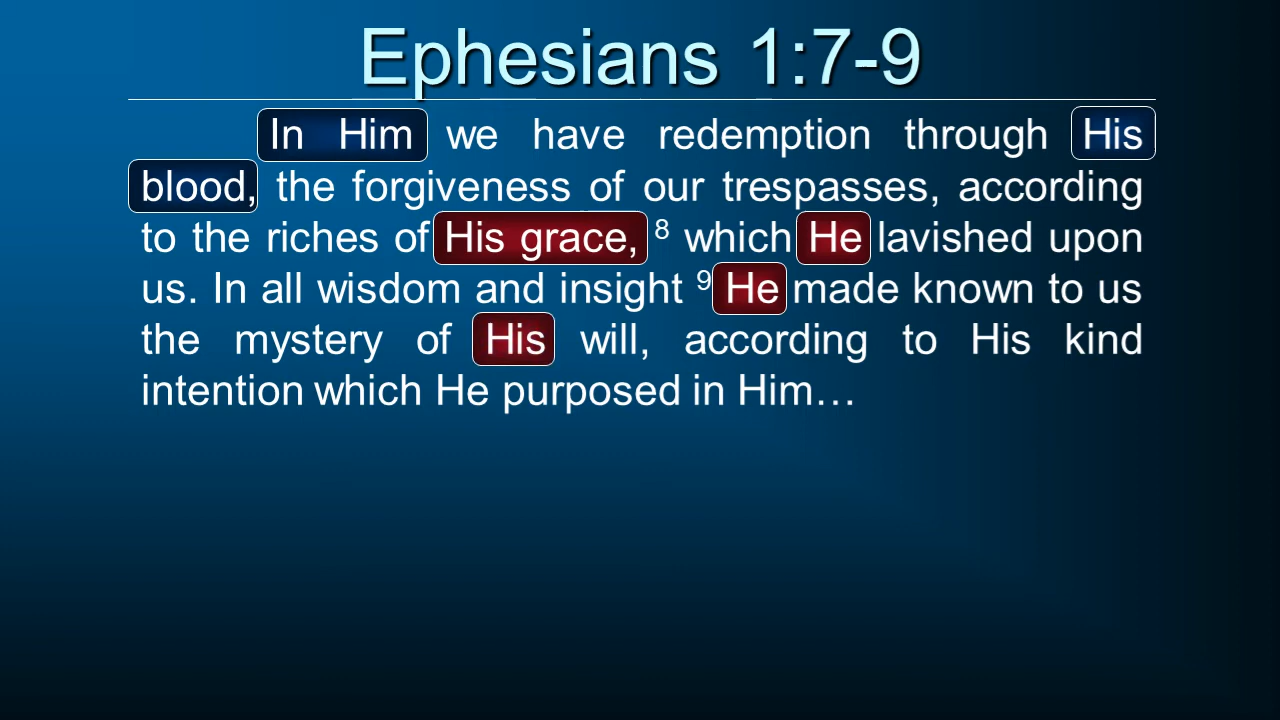 Ephesians 1:7-9
In Him we have redemption through His
blood, the forgiveness of our trespasses, according
to the riches of His grace, 8 which He lavished upon
us. In all wisdom and insight 9 He made known to us
the mystery of His will, according to His kind
intention which He purposed in Him…